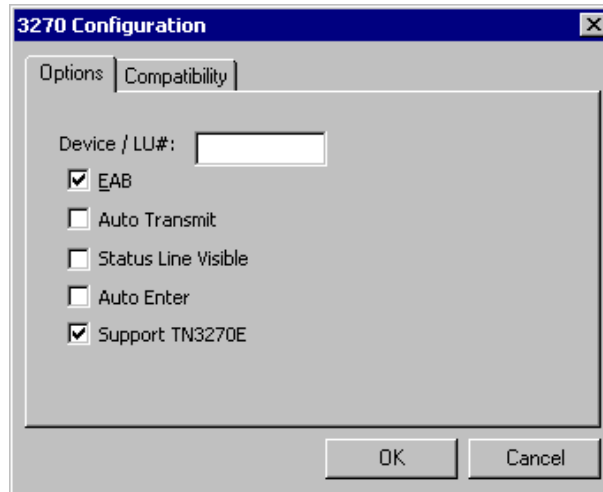 3270 Configuration
Options Compatibility
Device / LU#:
EAB
Auto Transmit
Status Line Visible
Auto Enter
Support TN3270E
OK Cancel